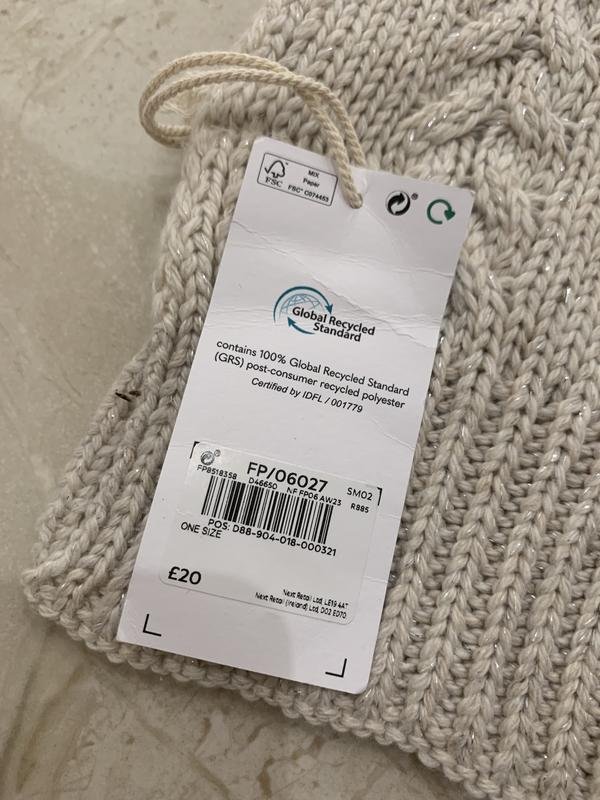 FSC
MIX
Paper
FSC® C074453
Global Recycled
Standard
contains 100% Global Recycled Standard
(GRS) post-consumer recycled polyester
Certified by IDFL / 001779
FP/06027
SM02
FP8518358 D46650 NF FP06 AW23 R885
POS: D88-904-018-000321
ONE SIZE
£20
Next Retail Ltd, LE19 4AT
Next Retail (Ireland) Ltd, D02 ED70